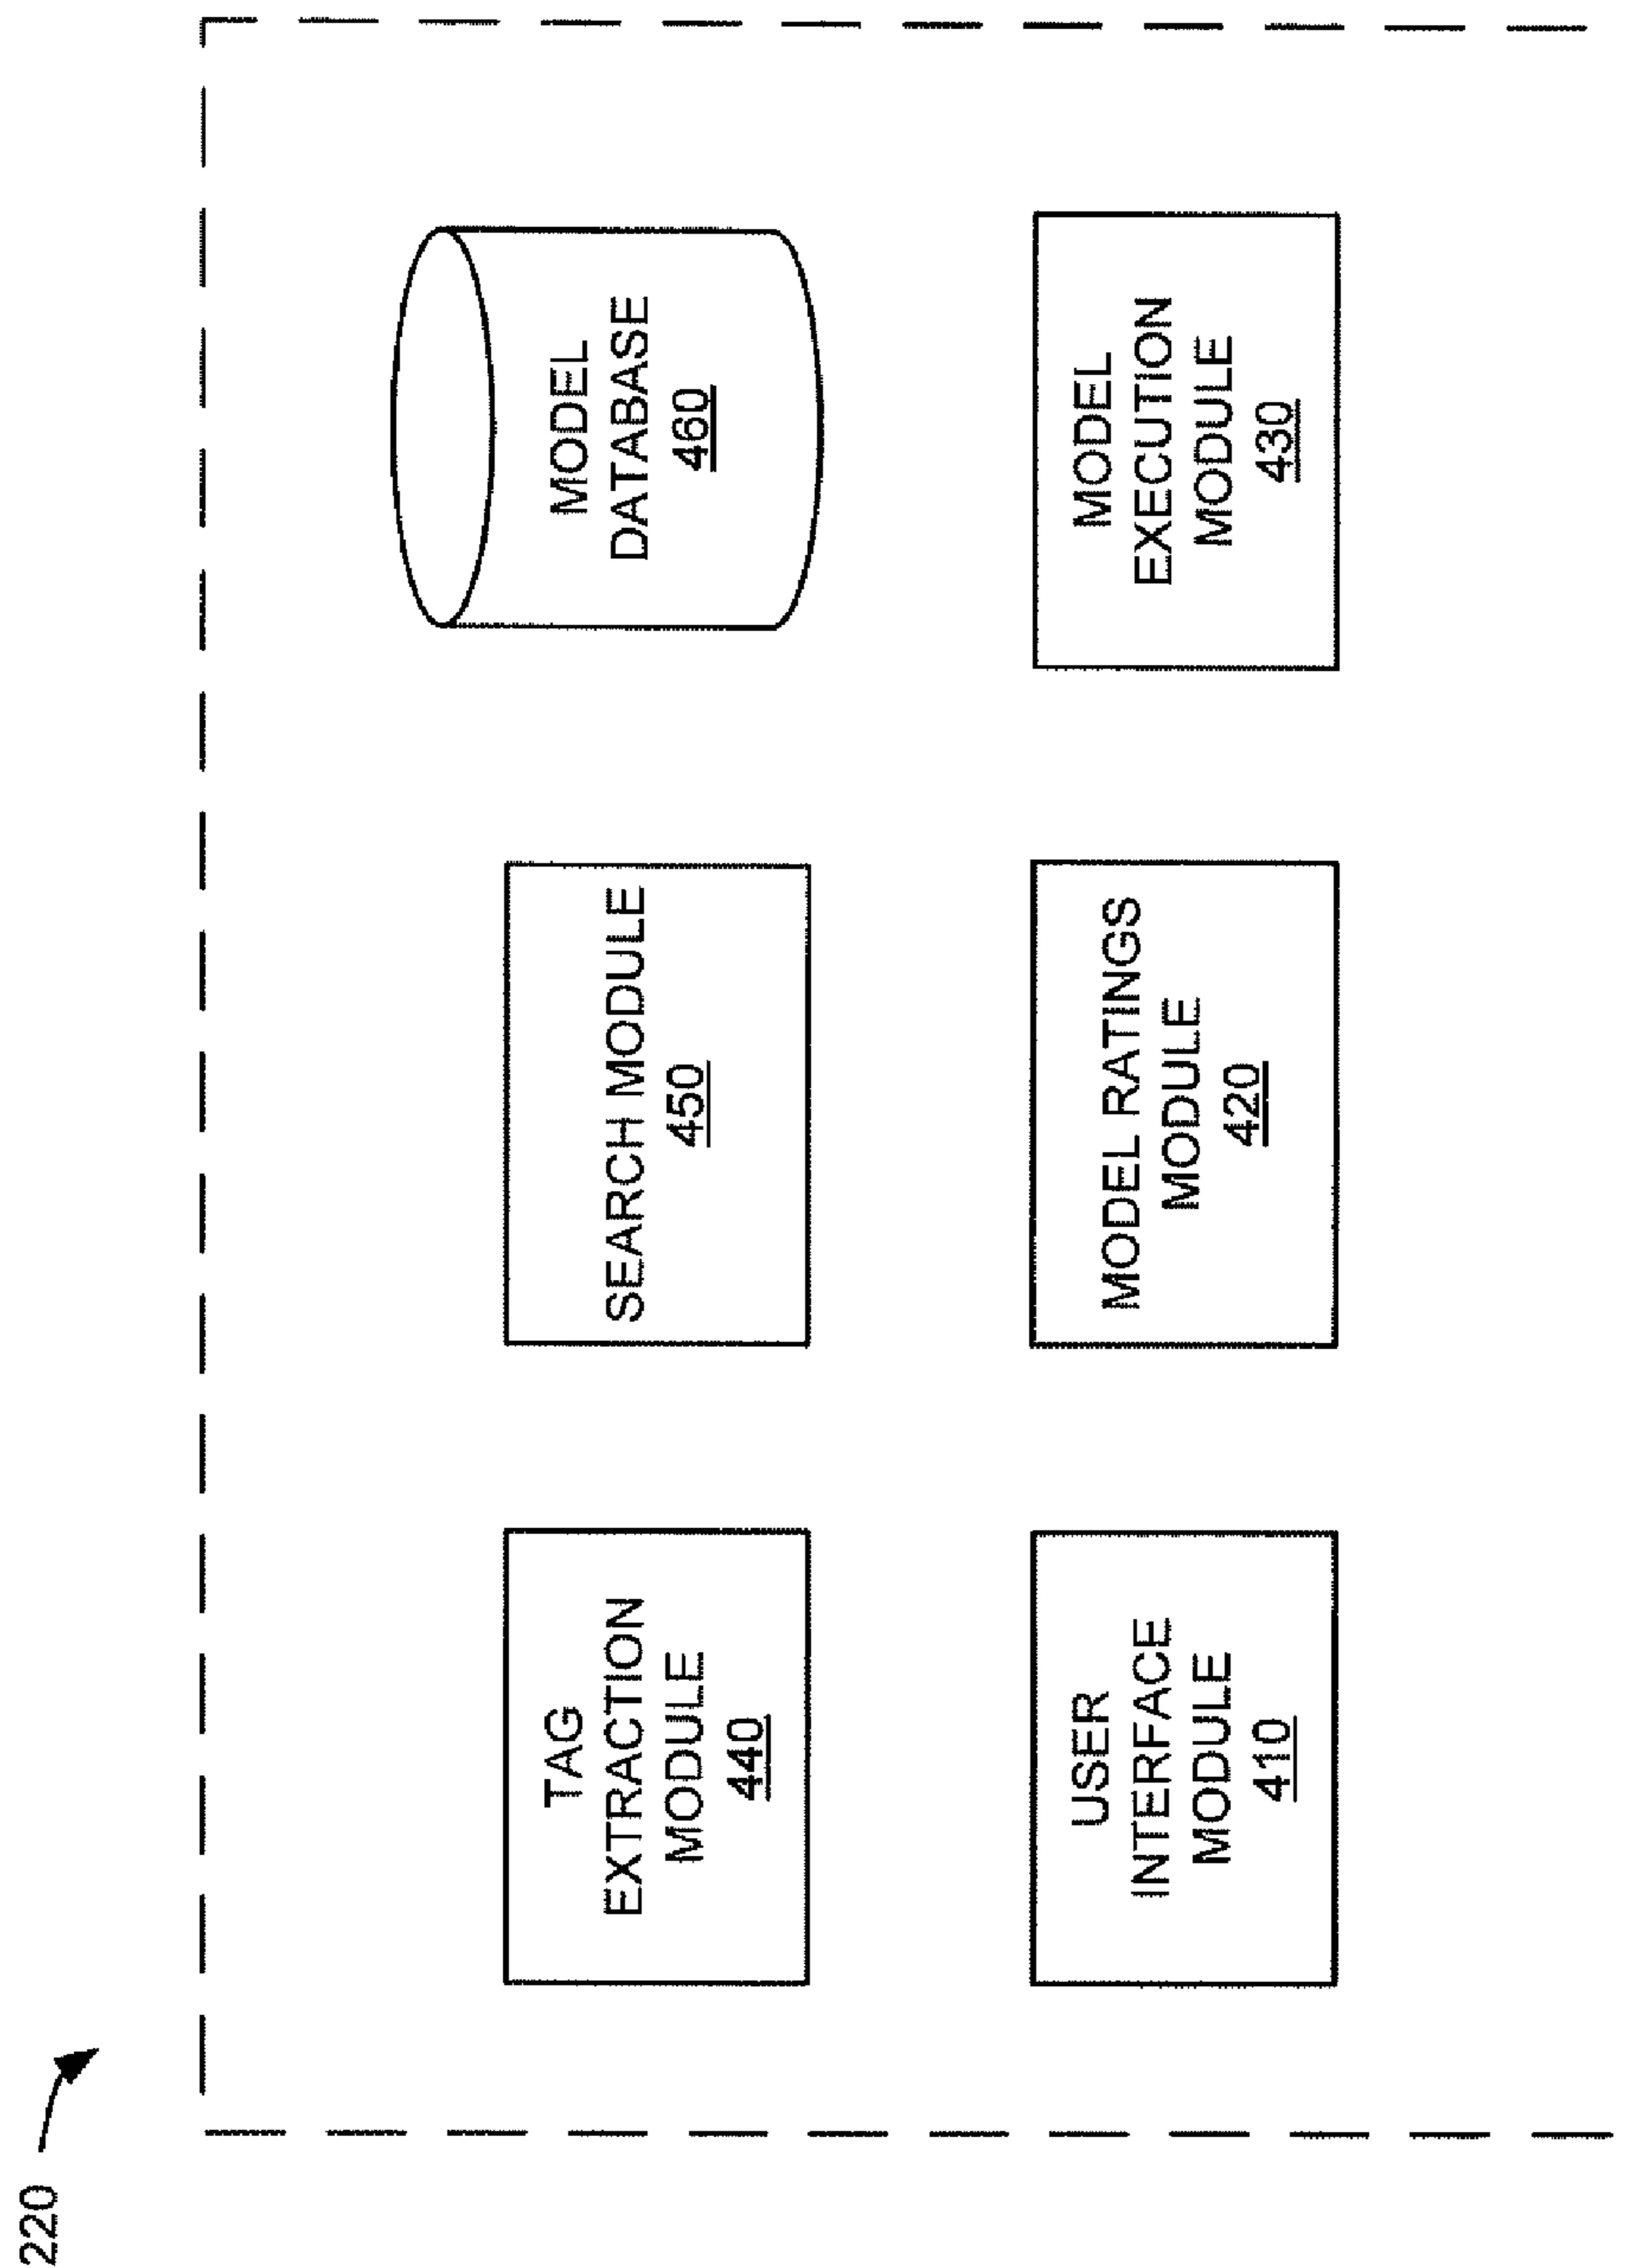 220
TAG
EXTRACTION
MODULE
440
SEARCH MODULE
450
MODEL
DATABASE
460
USER
INTERFACE
MODULE
410
MODEL RATINGS
MODULE
420
MODEL
EXECUTION
MODULE
430